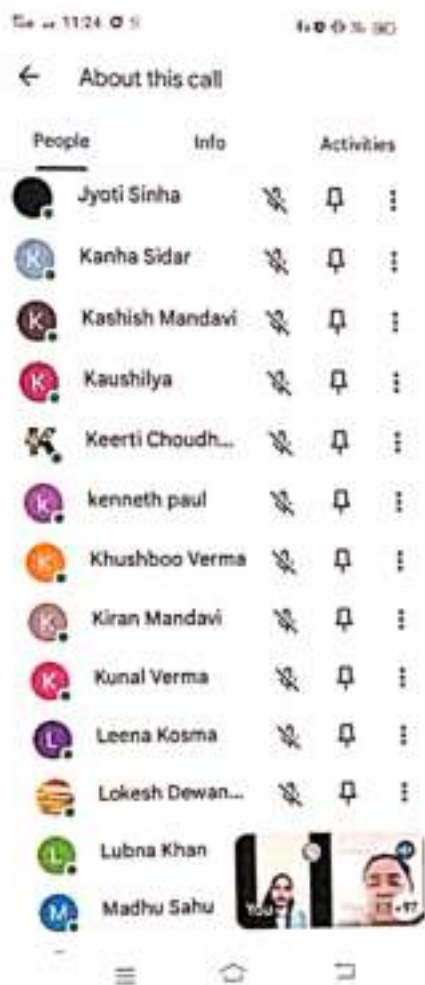 11:24
About this call
People Info Activities
Jyoti Sinha
K Kanha Sidar
K Kashish Mandavi
K Kaushilya
Keerti Choudh...
k kenneth paul
K Khushboo Verma
K Kiran Mandavi
K Kunal Verma
L Leena Kosma
Lokesh Dewan...
L Lubna Khan
M Madhu Sahu
You +97